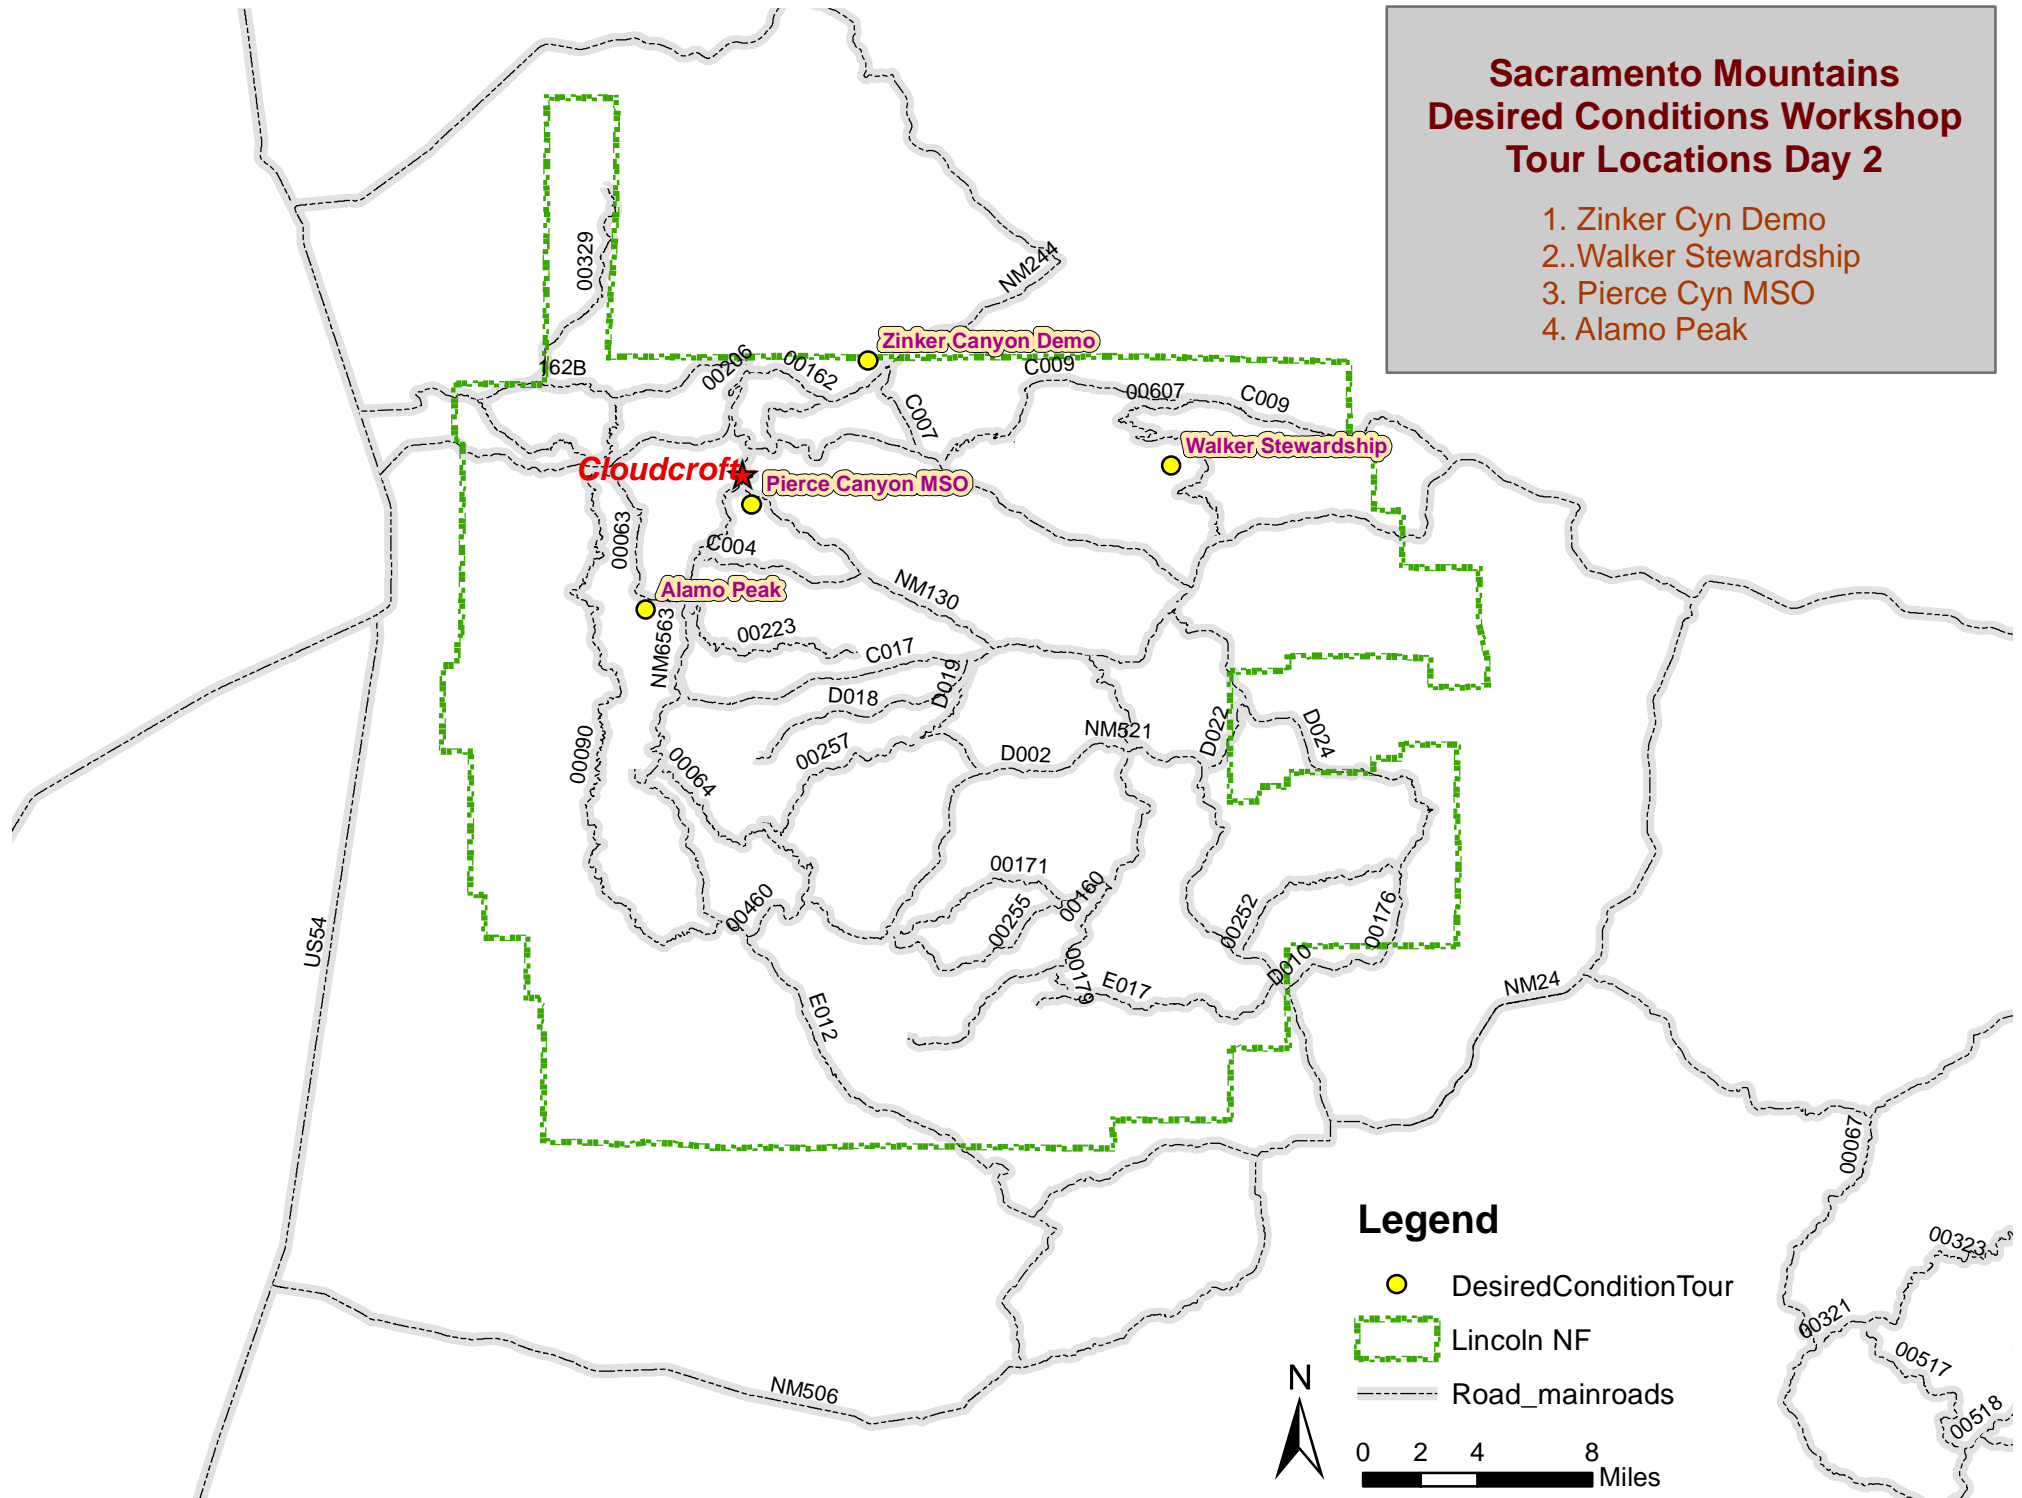 Sacramento Mountains
Desired Conditions Workshop
Tour Locations Day 2
1. Zinker Cyn Demo
2..Walker Stewardship
3. Pierce Cyn MSO
4. Alamo Peak
00329
NM244
Zinker Canyon Demo
162B
00206
00162
C009
00607
C009
C007
Walker Stewardship
Cloudcroft
Pierce Canyon MSO
00063
C004
Alamo Peak
NM130
00223
NM6563
C017
D019
D018
00090
00064
00257
D002
NM521
D022
D024
00171
00160
00255
00460
00252
00176
US54
00179
E017
D010
NM24
E012
00067
00323
00321
00517
00518
NM506
Legend
DesiredConditionTour
Lincoln NF
Road_mainroads
N
0 2 4 8
Miles